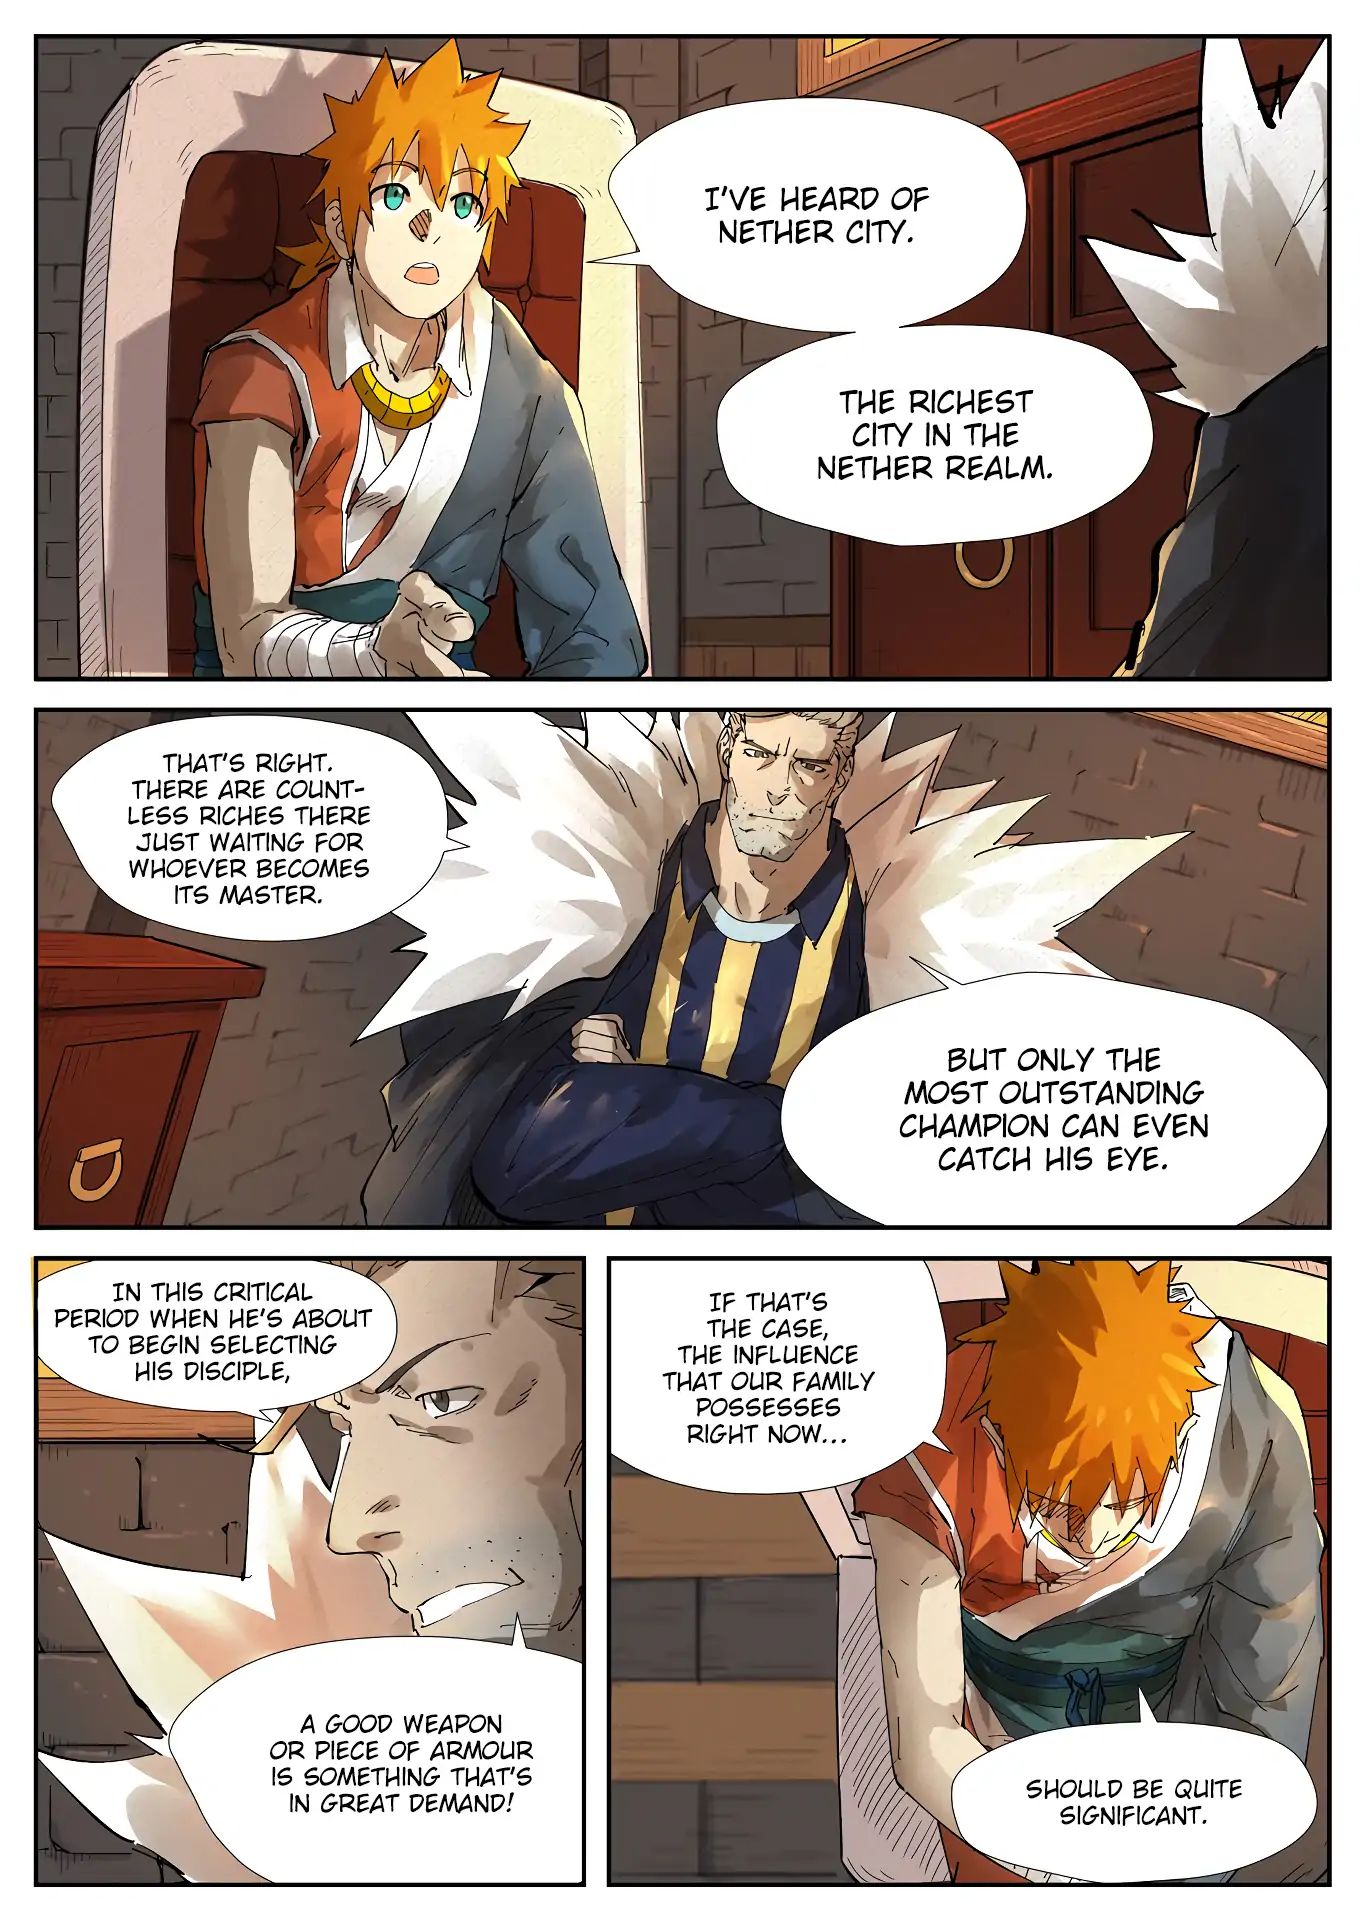 I'VE HEARD OF
NETHER CITY.
THE RICHEST
CITY IN THE
NETHER REALM.
THAT'S RIGHT.
THERE ARE COUNT-
LESS RICHES THERE
JUST WAITING FOR
WHOEVER BECOMES
ITS MASTER.
BUT ONLY THE
MOST OUTSTANDING
CHAMPION CAN EVEN
CATCH HIS EYE.
IN THIS CRITICAL
PERIOD WHEN HE'S ABOUT
TO BEGIN SELECTING
HIS DISCIPLE,
A GOOD WEAPON
OR PIECE OF ARMOUR
IS SOMETHING THAT'S
IN GREAT DEMAND!
IF THAT'S
THE CASE,
THE INFLUENCE
THAT OUR FAMILY
POSSESSES
RIGHT NOW...
SHOULD BE QUITE
SIGNIFICANT.